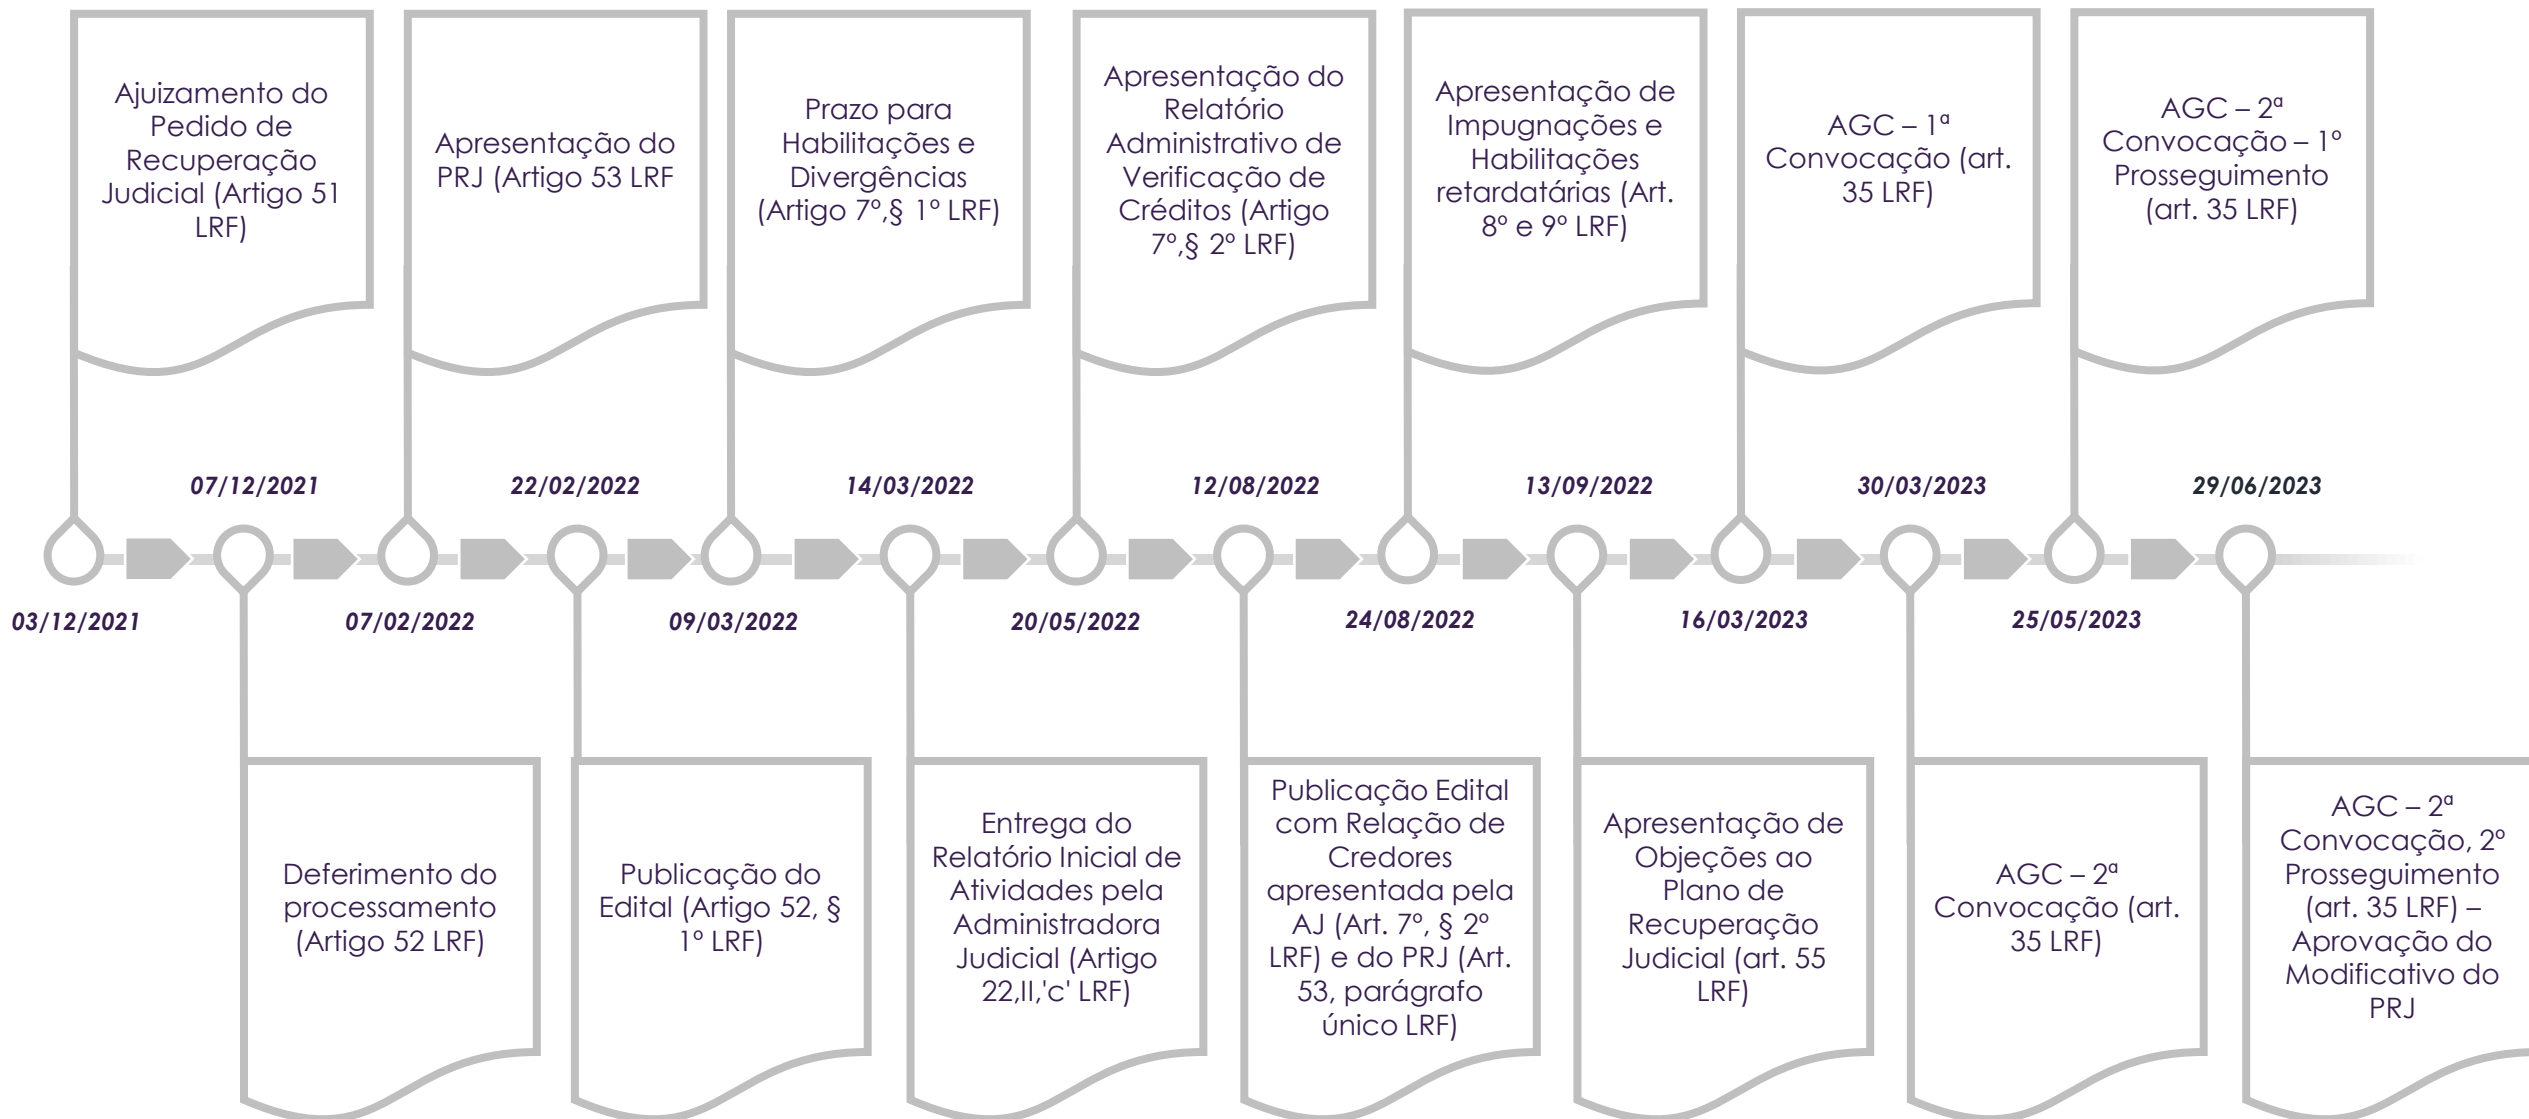 Ajuizamento do
Pedido de
Recuperação
Judicial (Artigo 51
LRF)
Apresentação do
PRJ (Artigo 53 LRF
Prazo para
Habilitações e
Divergências
(Artigo 7º,§ 1º LRF)
Apresentação do
Relatório
Administrativo de
Verificação de
Créditos (Artigo
7º,§ 2º LRF)
Apresentação de
Impugnações e
Habilitações
retardatárias (Art.
8º e 9º LRF)
AGC – 1ª
Convocação (art.
35 LRF)
AGC – 2ª
Convocação – 1º
Prosseguimento
(art. 35 LRF)
07/12/2021
22/02/2022
14/03/2022
12/08/2022
13/09/2022
30/03/2023
29/06/2023
03/12/2021
07/02/2022
09/03/2022
20/05/2022
24/08/2022
16/03/2023
25/05/2023
Deferimento do
processamento
(Artigo 52 LRF)
Publicação do
Edital (Artigo 52, §
1º LRF)
Entrega do
Relatório Inicial de
Atividades pela
Administradora
Judicial (Artigo
22,II,'c' LRF)
Publicação Edital
com Relação de
Credores
apresentada pela
AJ (Art. 7º, § 2º
LRF) e do PRJ (Art.
53, parágrafo
único LRF)
Apresentação de
Objeções ao
Plano de
Recuperação
Judicial (art. 55
LRF)
AGC – 2ª
Convocação (art.
35 LRF)
AGC – 2ª
Convocação, 2º
Prosseguimento
(art. 35 LRF) –
Aprovação do
Modificativo do
PRJ